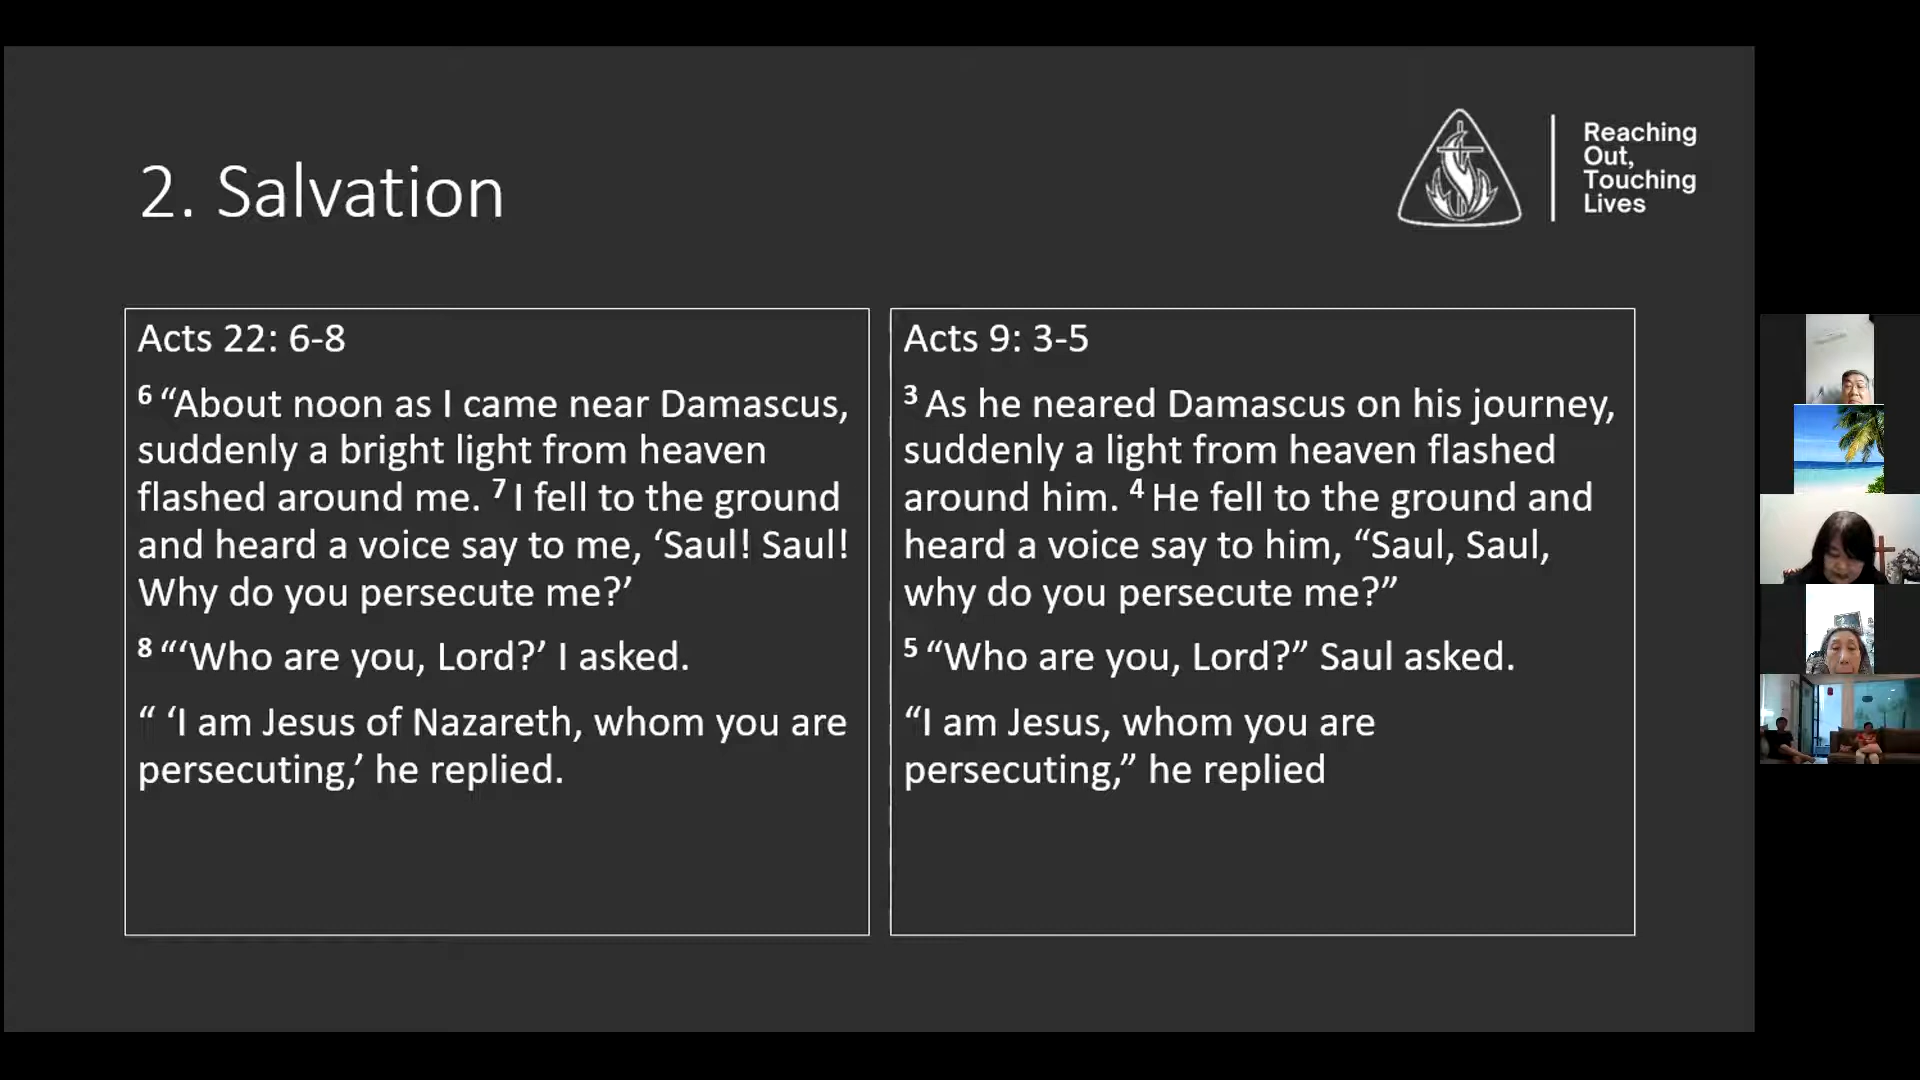 2. Salvation
Reaching
Out,
Touching
Lives
Acts 22: 6-8
6 “About noon as I came near Damascus,
suddenly a bright light from heaven
flashed around me. 7 I fell to the ground
and heard a voice say to me, ‘Saul! Saul!
Why do you persecute me?’
8 “‘Who are you, Lord?’ I asked.
“ ‘I am Jesus of Nazareth, whom you are
persecuting,’ he replied.
Acts 9: 3-5
3 As he neared Damascus on his journey,
suddenly a light from heaven flashed
around him. 4 He fell to the ground and
heard a voice say to him, “Saul, Saul,
why do you persecute me?”
5 “Who are you, Lord?” Saul asked.
“I am Jesus, whom you are
persecuting,” he replied